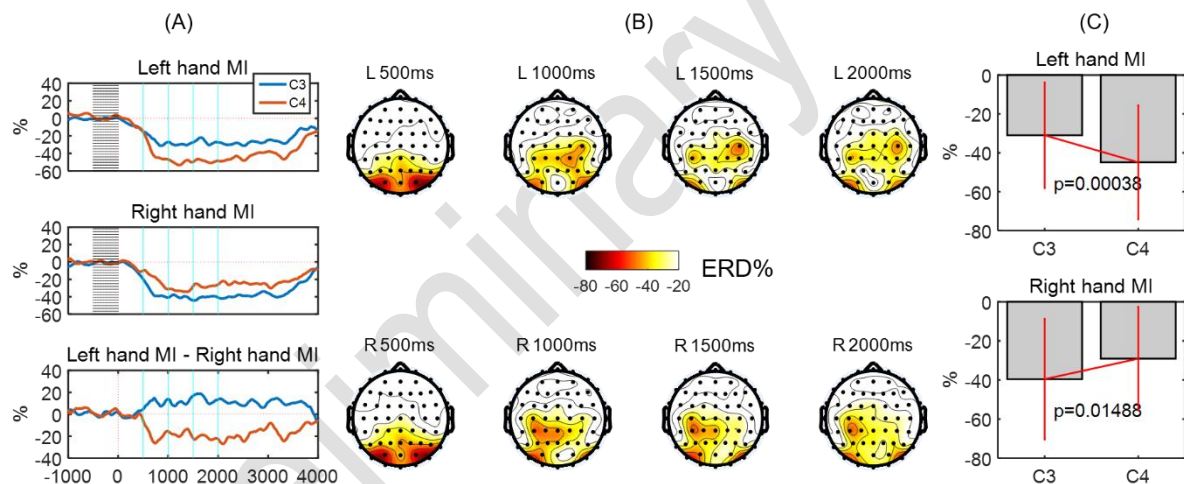 (A)
Left hand MI
C3
C4
40
20
0
-20
-40
-60
%
Right hand MI
40
20
0
-20
-40
-60
%
Left hand MI - Right hand MI
40
20
0
-20
-40
%
-1000 0 1000 2000 3000 4000
(B)
L 500ms L 1000ms L 1500ms L 2000ms
-80 -60 -40 -20
ERD%
R 500ms R 1000ms R 1500ms R 2000ms
(C)
Left hand MI
0
-20
-40
-60
-80
%
p=0.00038
C3 C4
Right hand MI
0
-20
-40
-60
-80
%
p=0.01488
C3 C4